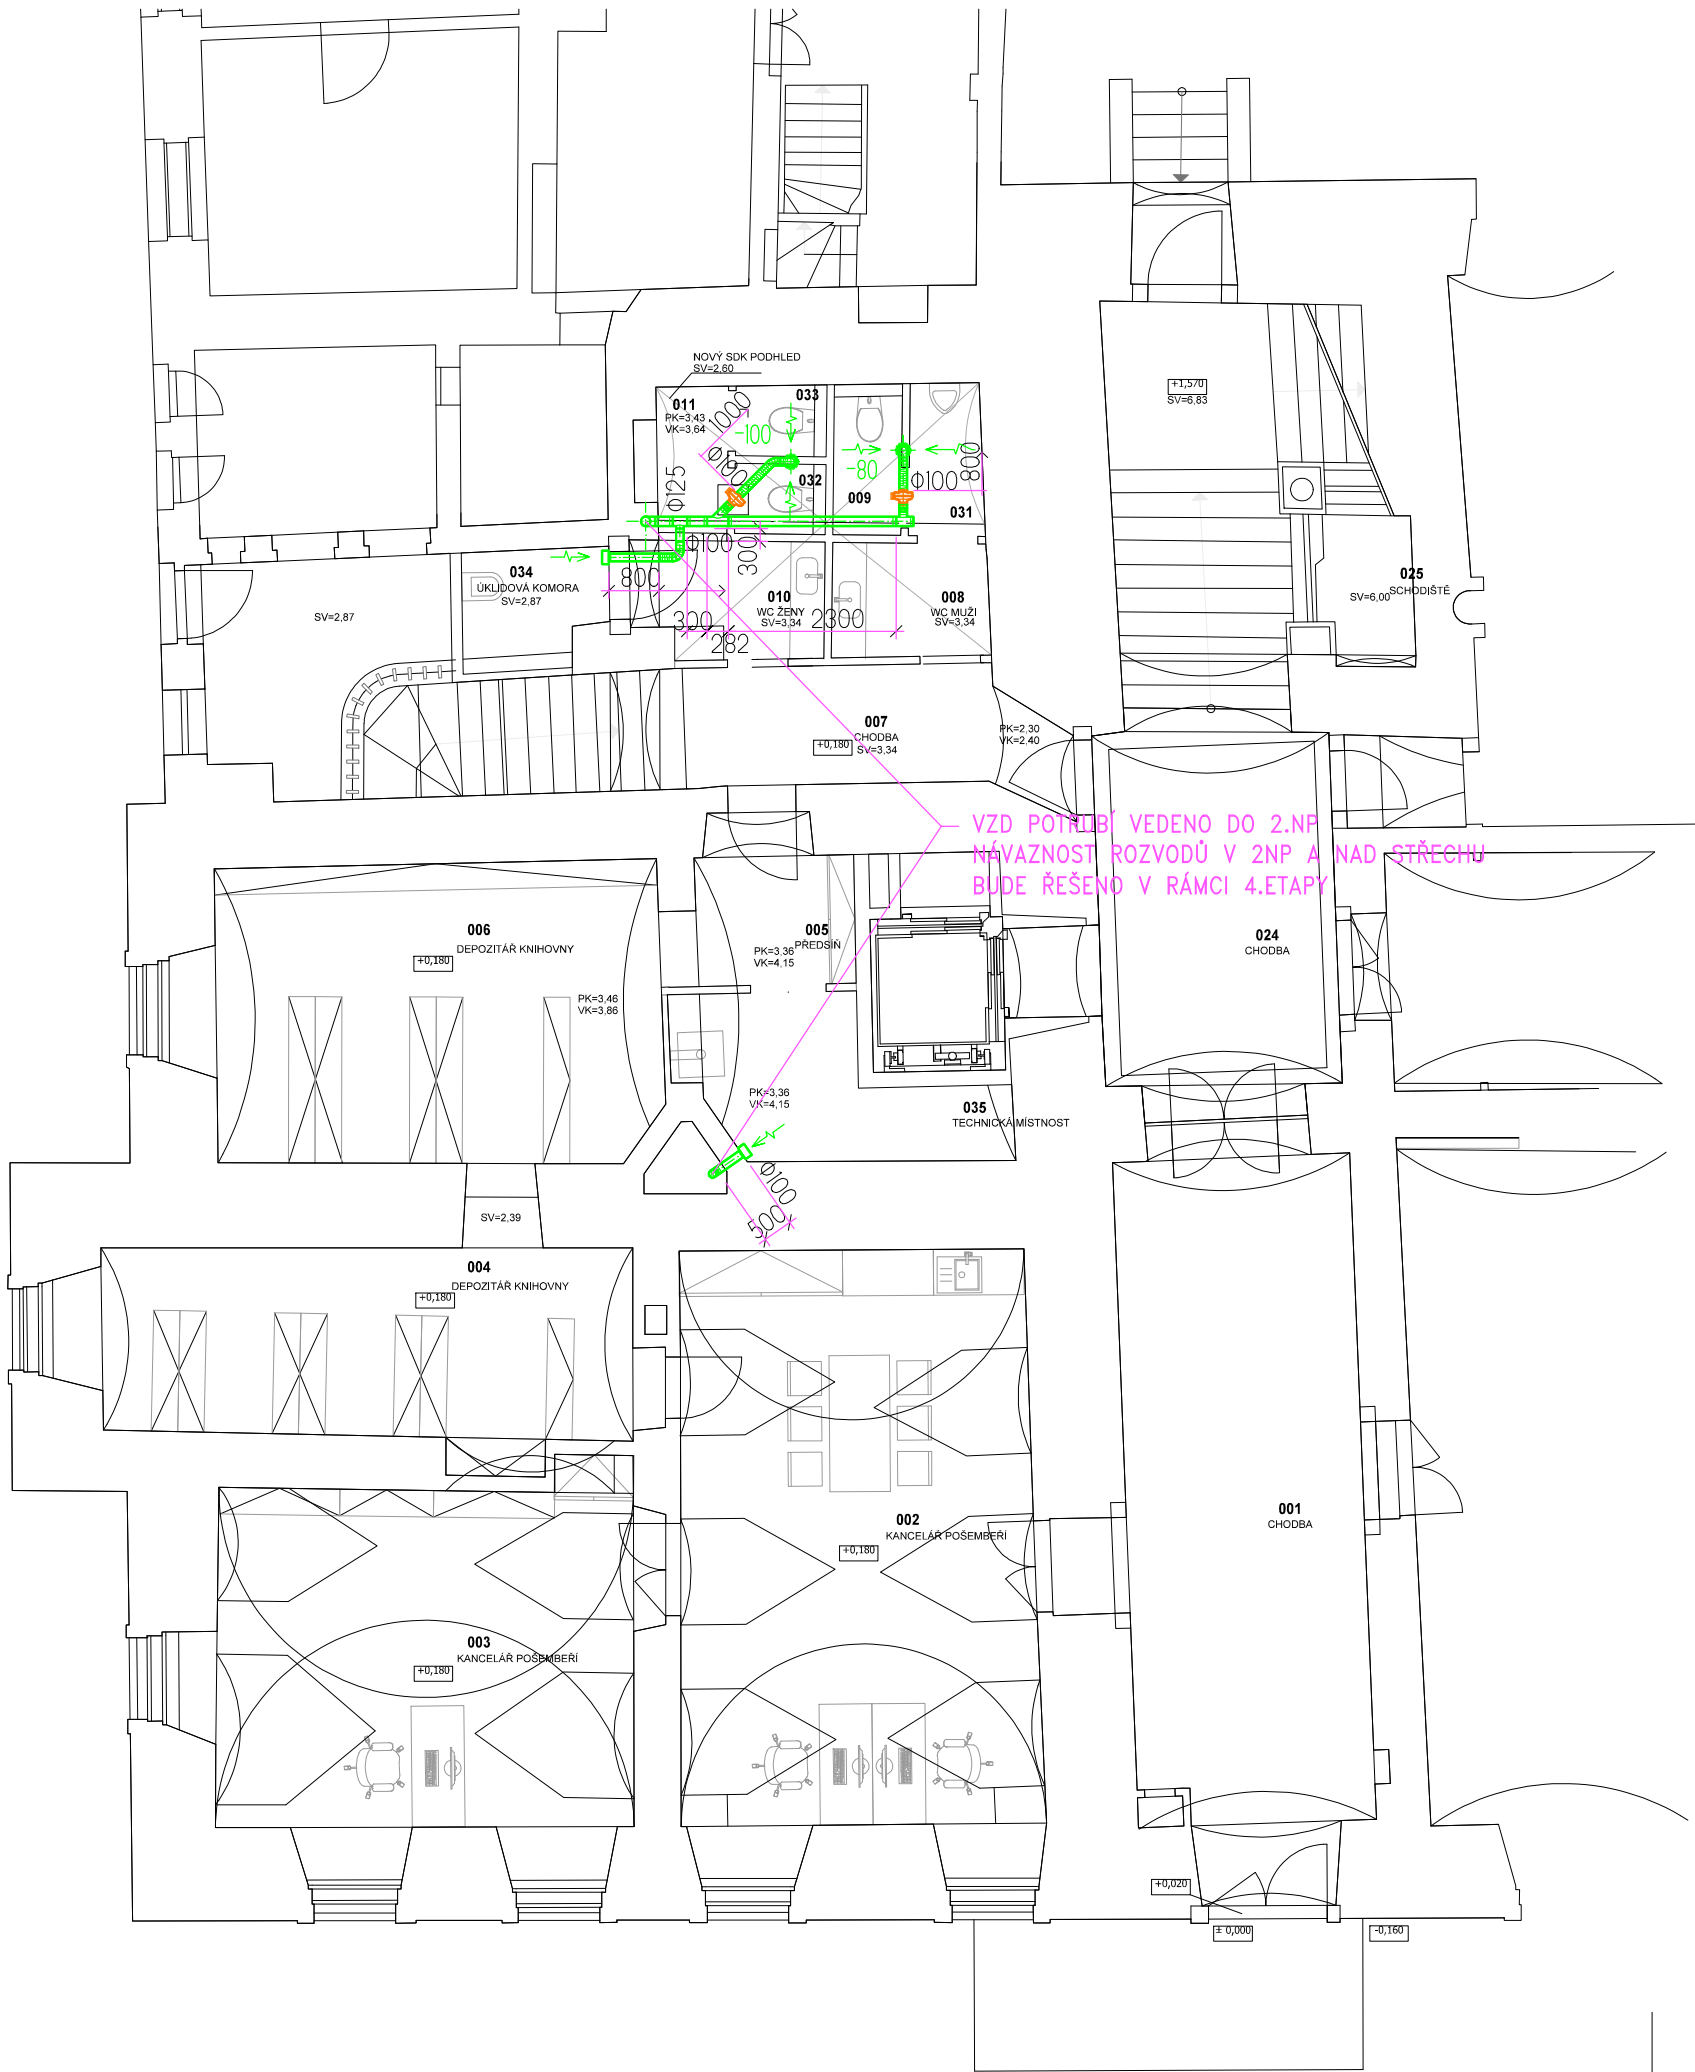 NOVÝ SDK PODHLED
SV=2,60
+1,570
SV=6,83
011
PK=3,43
VK=3,64
1000
033
-100
ϕ160
032
ϕ125
-80
009
ϕ100
800
031
ϕ100
300
034
ÚKLIDOVÁ KOMORA
SV=2,87
800
SV=2,87
300
282
010
WC ŽENY
SV=3,34
2300
008
WC MUŽI
SV=3,34
025
SCHODIŠTĚ
SV=6,00
007
CHODBA
+0,180
SV=3,34
PK=2,30
VK=2,40
VZD POTRUBÍ VEDENO DO 2.NP
NÁVAZNOST ROZVODŮ V 2NP A NAD STŘECHU
BUDE ŘEŠENO V RÁMCI 4.ETAPY
006
DEPOZITÁŘ KNIHOVNY
+0,180
PK=3,46
VK=3,86
005
PŘEDSÍŇ
PK=3,36
VK=4,15
024
CHODBA
PK=3,36
VK=4,15
035
TECHNICKÁ MÍSTNOST
ϕ100
500
SV=2,39
004
DEPOZITÁŘ KNIHOVNY
+0,180
002
KANCELÁŘ POŠEMBEŘÍ
+0,180
001
CHODBA
003
KANCELÁŘ POŠEMBEŘÍ
+0,180
+0,020
± 0,000
-0,160